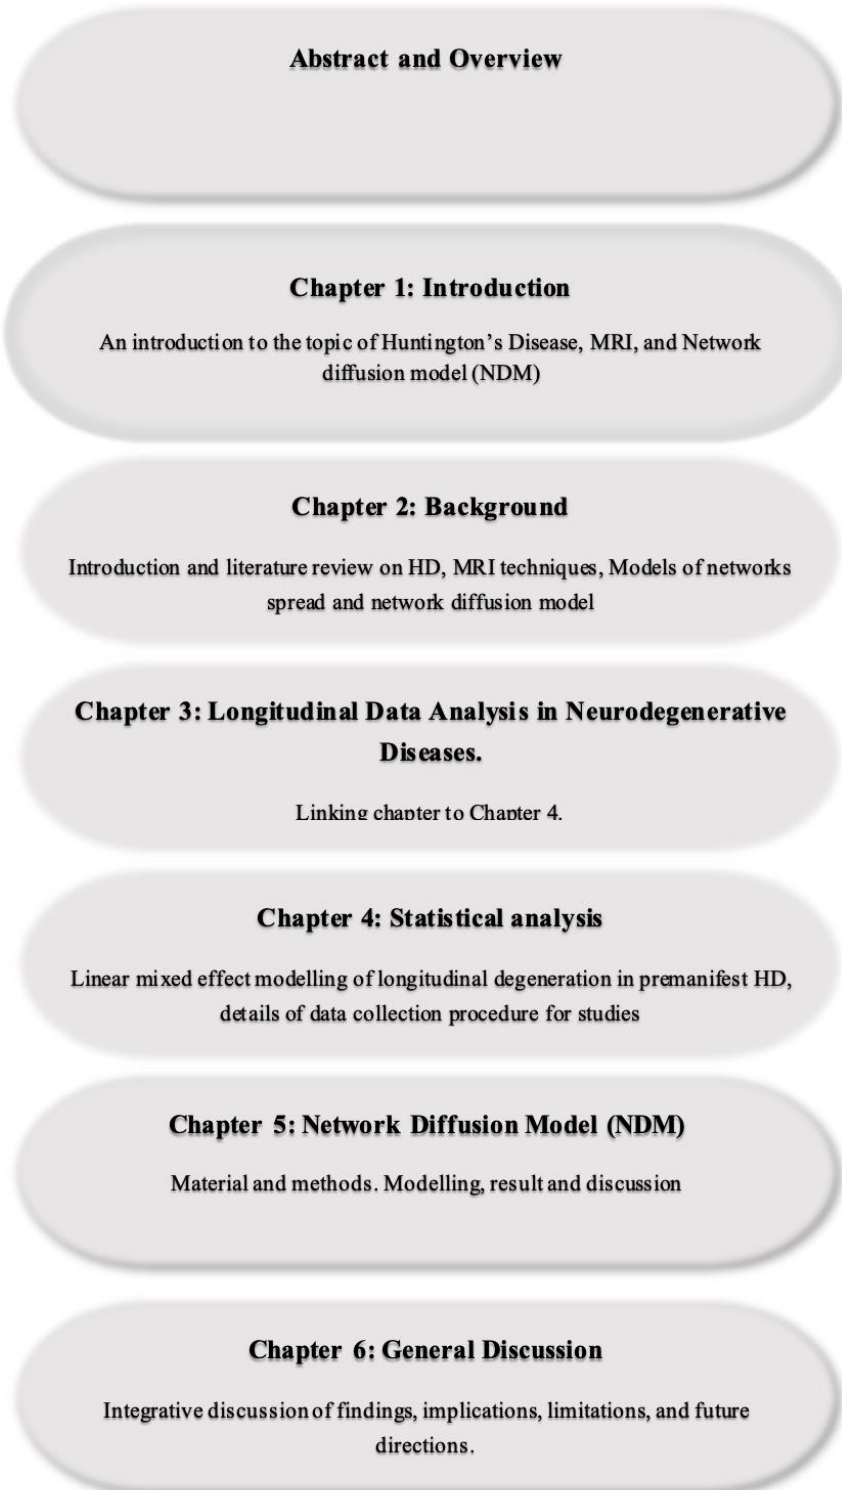 Abstract and Overview
Chapter 1: Introduction
An introduction to the topic of Huntington's Disease, MRI, and Network
diffusion model (NDM)
Chapter 2: Background
Introduction and literature review on HD, MRI techniques, Models of networks
spread and network diffusion model
Chapter 3: Longitudinal Data Analysis in Neurodegenerative
Diseases.
Linking chapter to Chapter 4.
Chapter 4: Statistical analysis
Linear mixed effect modelling of longitudinal degeneration in premanifest HD,
details of data collection procedure for studies
Chapter 5: Network Diffusion Model (NDM)
Material and methods. Modelling, result and discussion
Chapter 6: General Discussion
Integrative discussion of findings, implications, limitations, and future
directions.